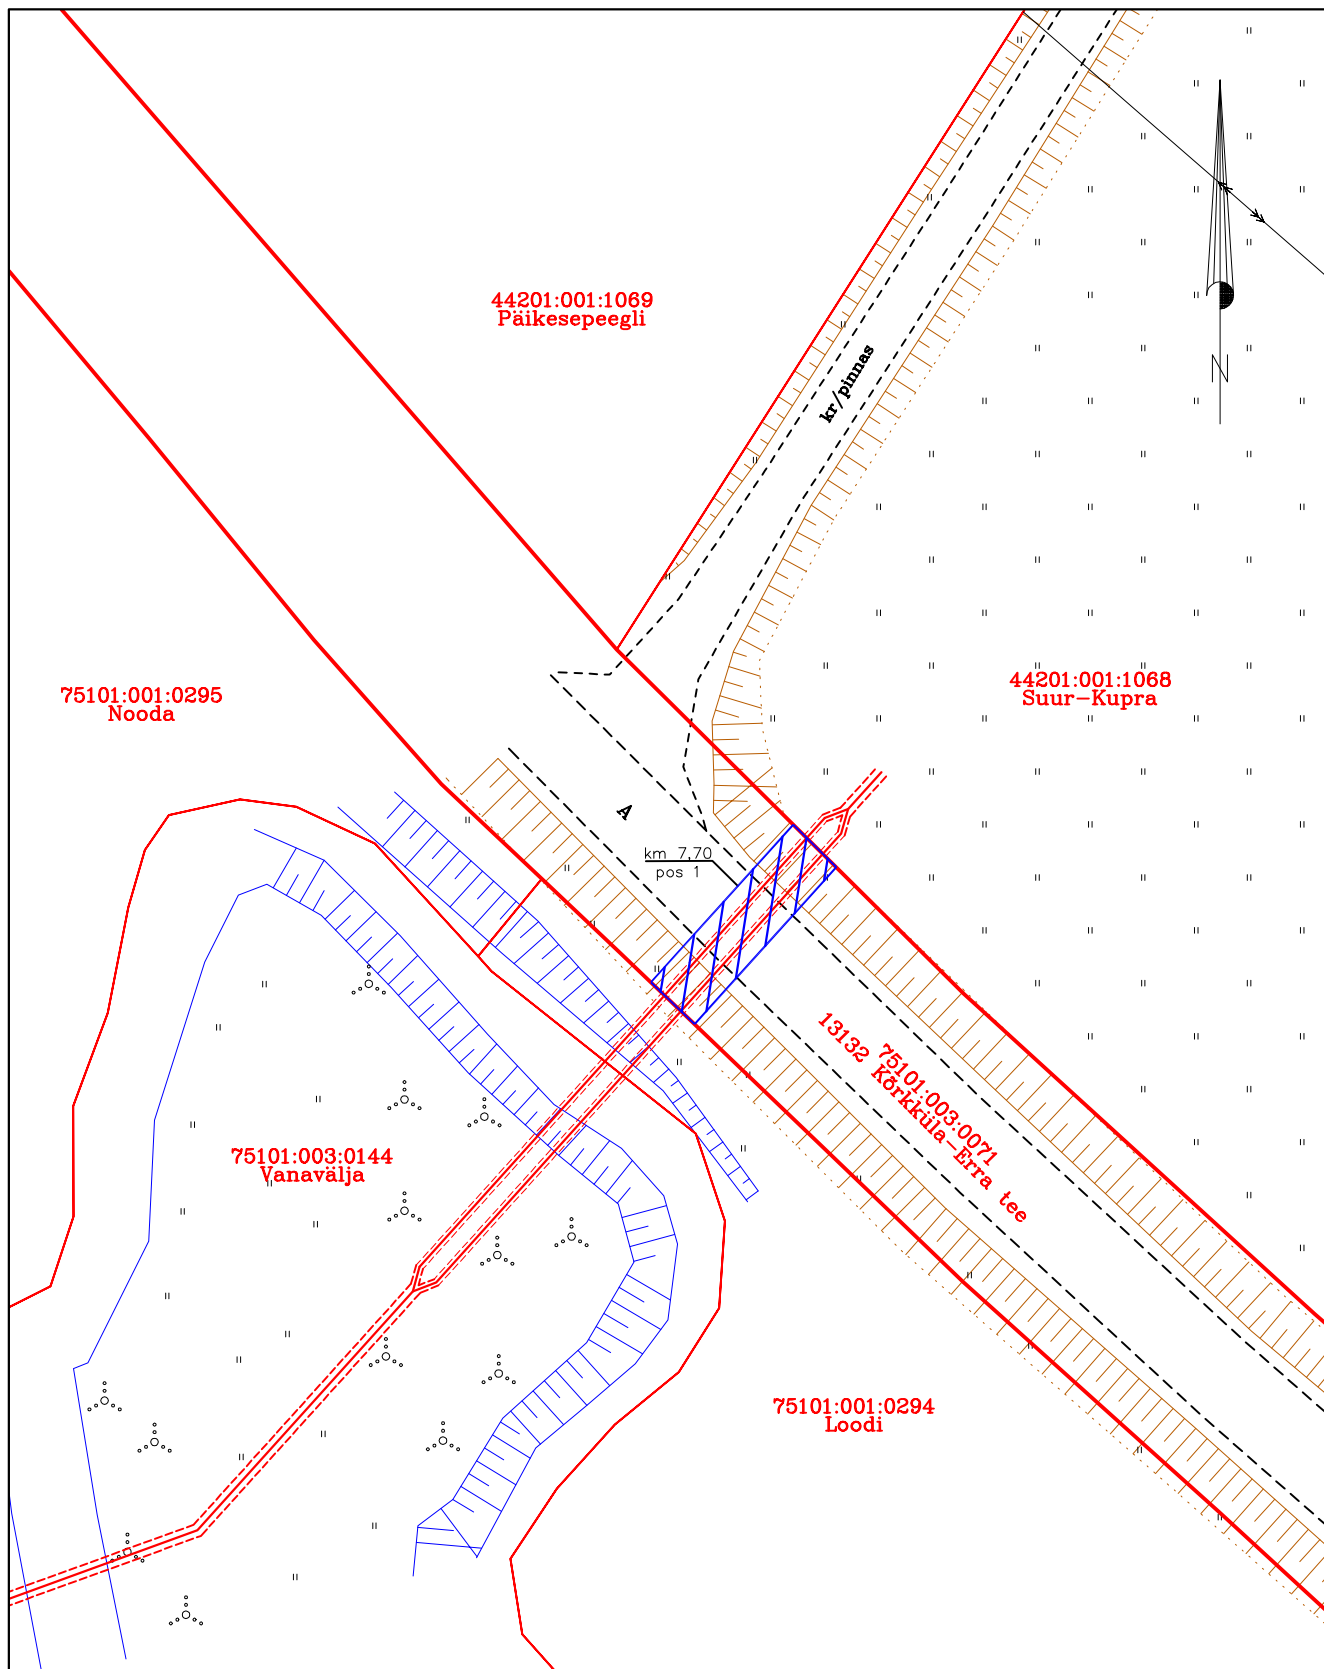 44201:001:1069
Päikesepeegli
kr/pinnas
N
75101:001:0295
Nooda
44201:001:1068
Suur-Kupra
A
km 7,70
pos 1
75101:003:0071
13132 Kõrkküla-Erra tee
75101:003:0144
Vanavälja
75101:001:0294
Loodi